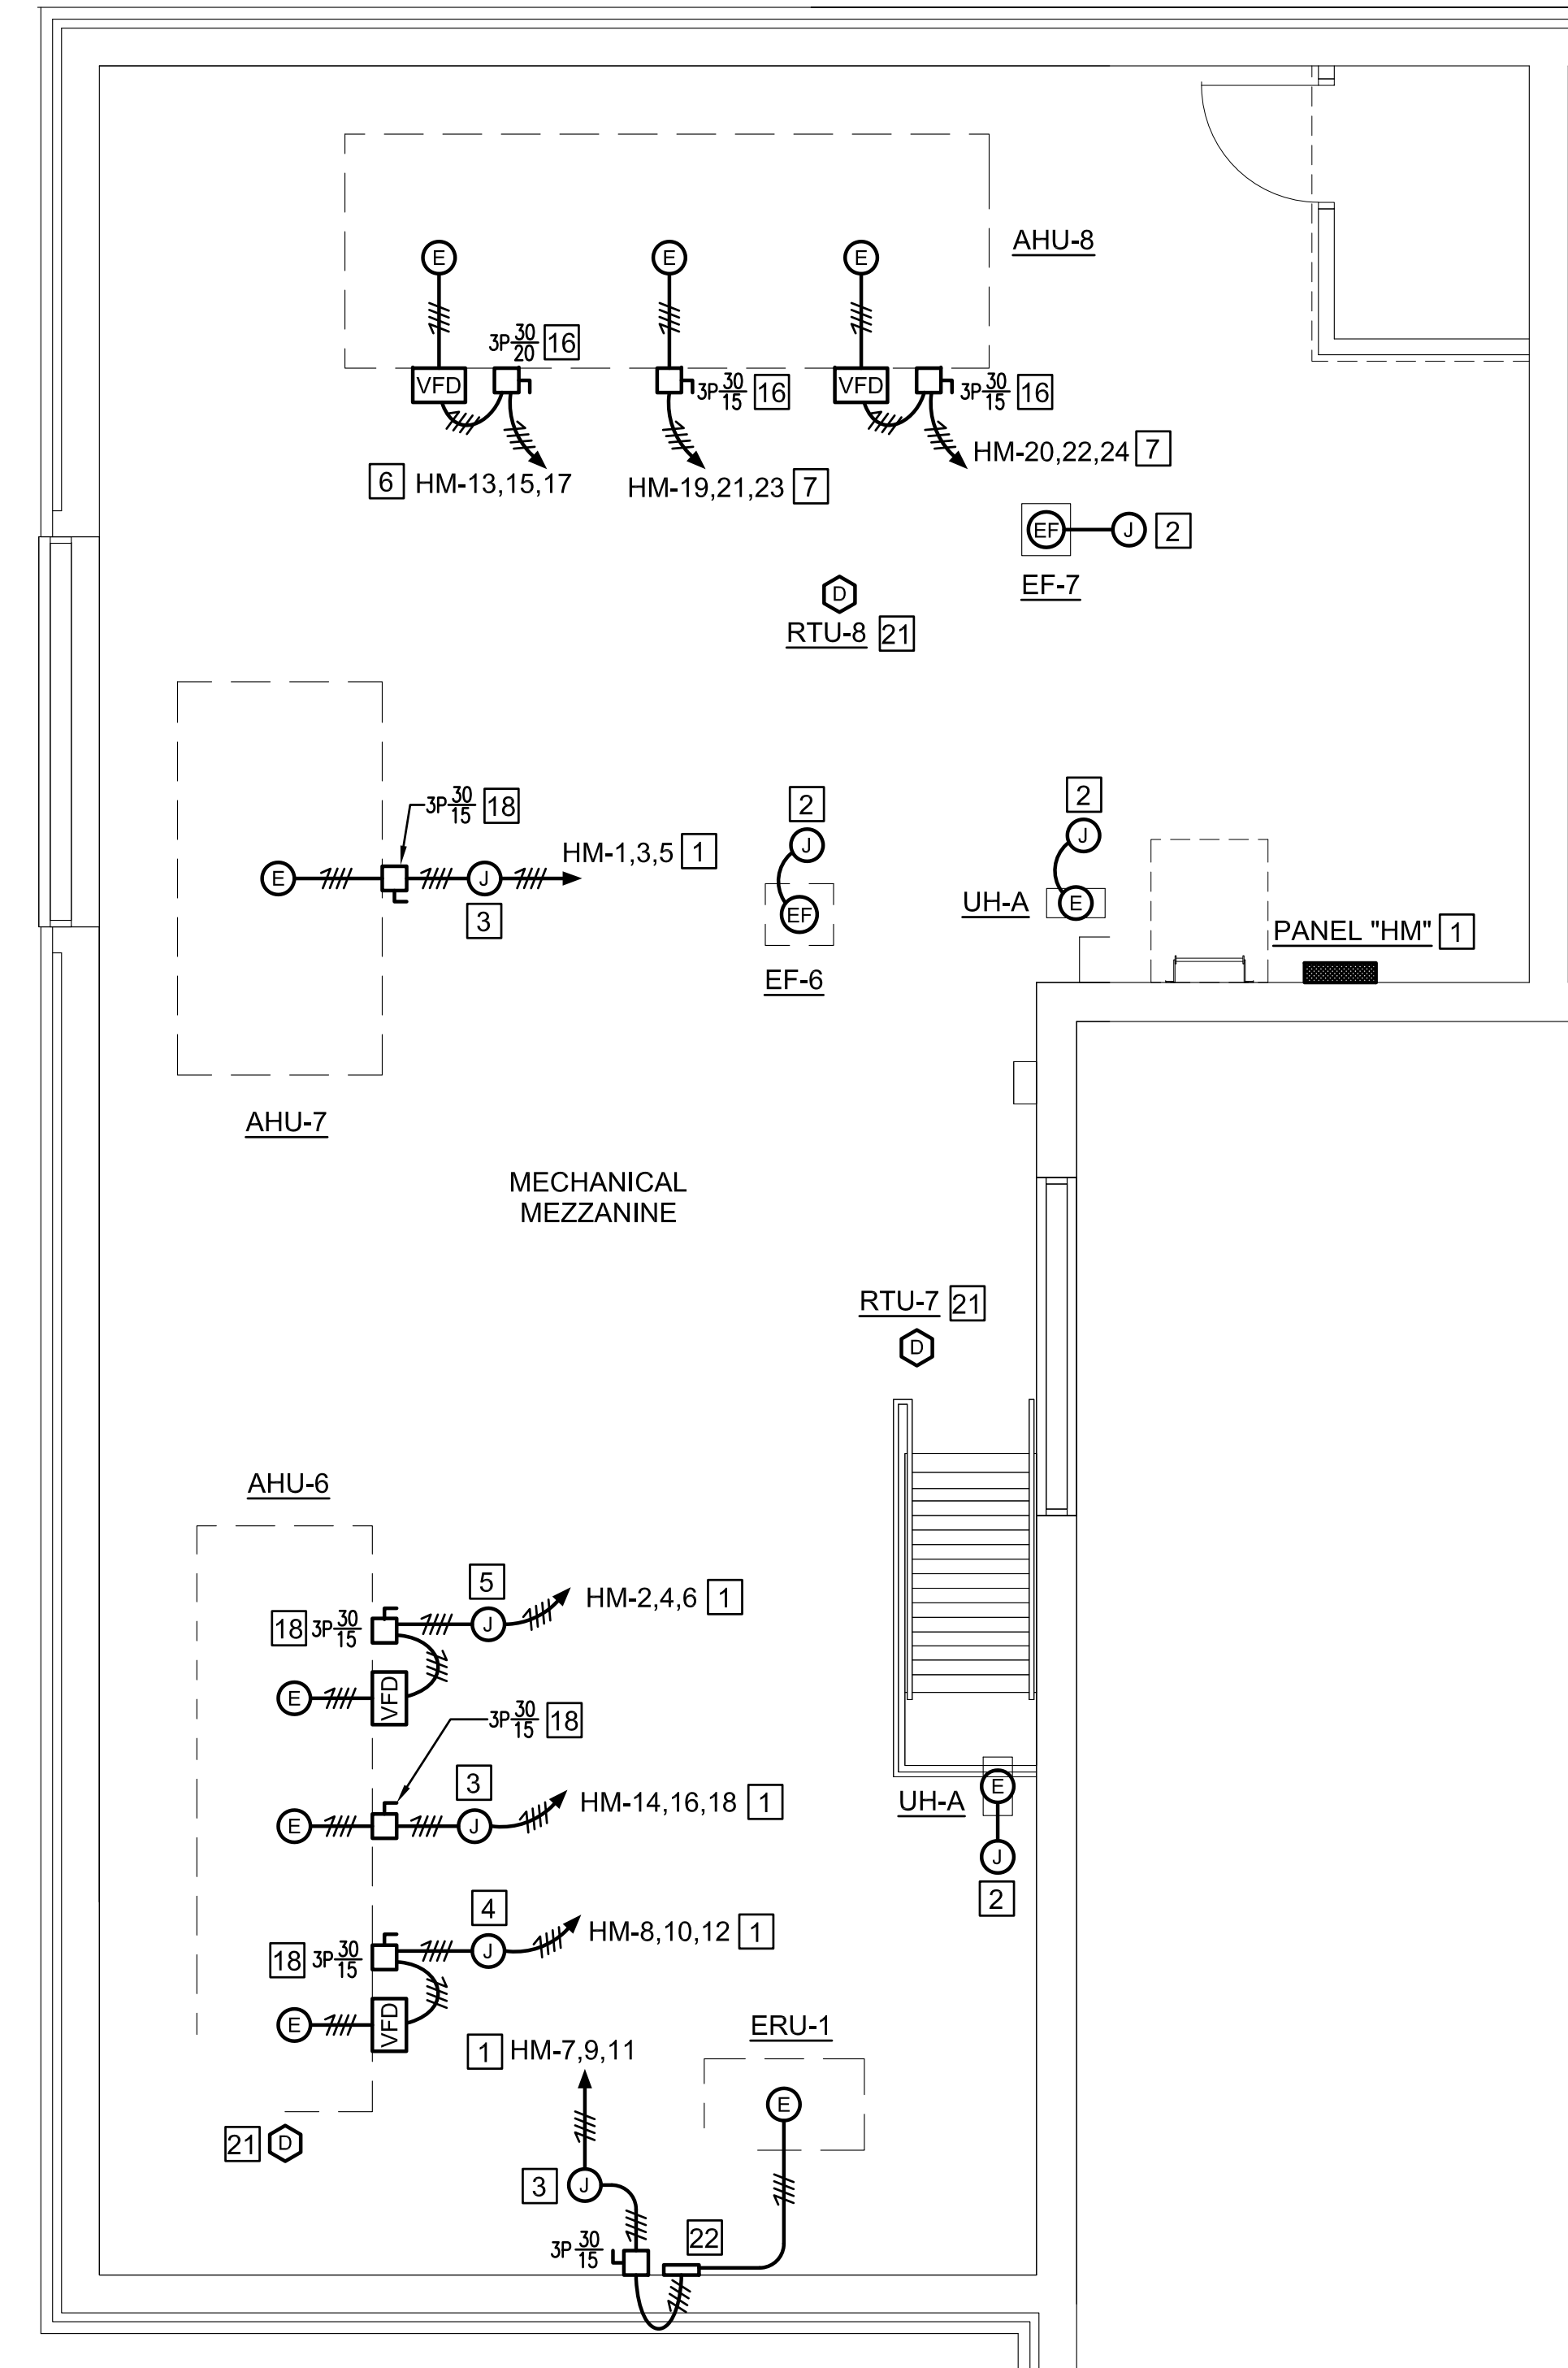 AHU-8
E
E
E
3P 30/20 16
VFD
3P 30/15 16
VFD
3P 30/15 16
6 HM-13,15,17
HM-19,21,23 7
HM-20,22,24 7
EF J 2
EF-7
D
RTU-8 21
3P 30/15 18
HM-1,3,5 1
E
J
3
AHU-7
2
J
EF
EF-6
2
J
UH-A E
PANEL "HM" 1
MECHANICAL
MEZZANINE
RTU-7 21
D
AHU-6
5
HM-2,4,6 1
18 3P 30/15
J
E
VFD
3P 30/15 18
3
HM-14,16,18 1
E
J
4
HM-8,10,12 1
18 3P 30/15
J
E
VFD
21 D
E
UH-A
J
2
1 HM-7,9,11
ERU-1
E
3 J
3P 30/15
22